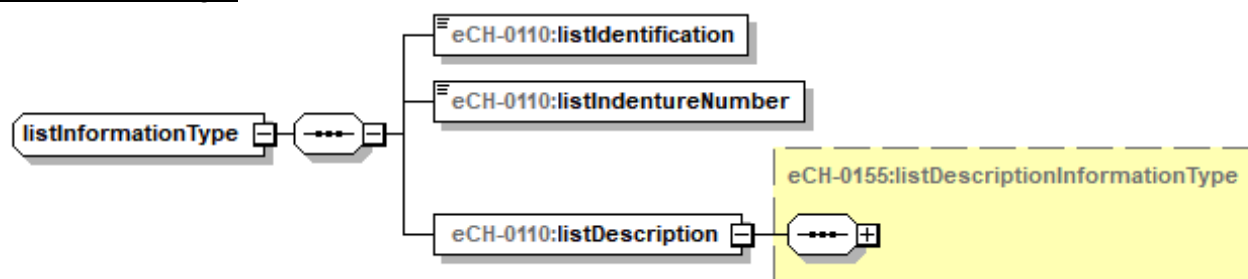 eCH-0110:listIdentification
eCH-0110:listIndentureNumber
listInformationType
eCH-0155:listDescriptionInformationType
eCH-0110:listDescription